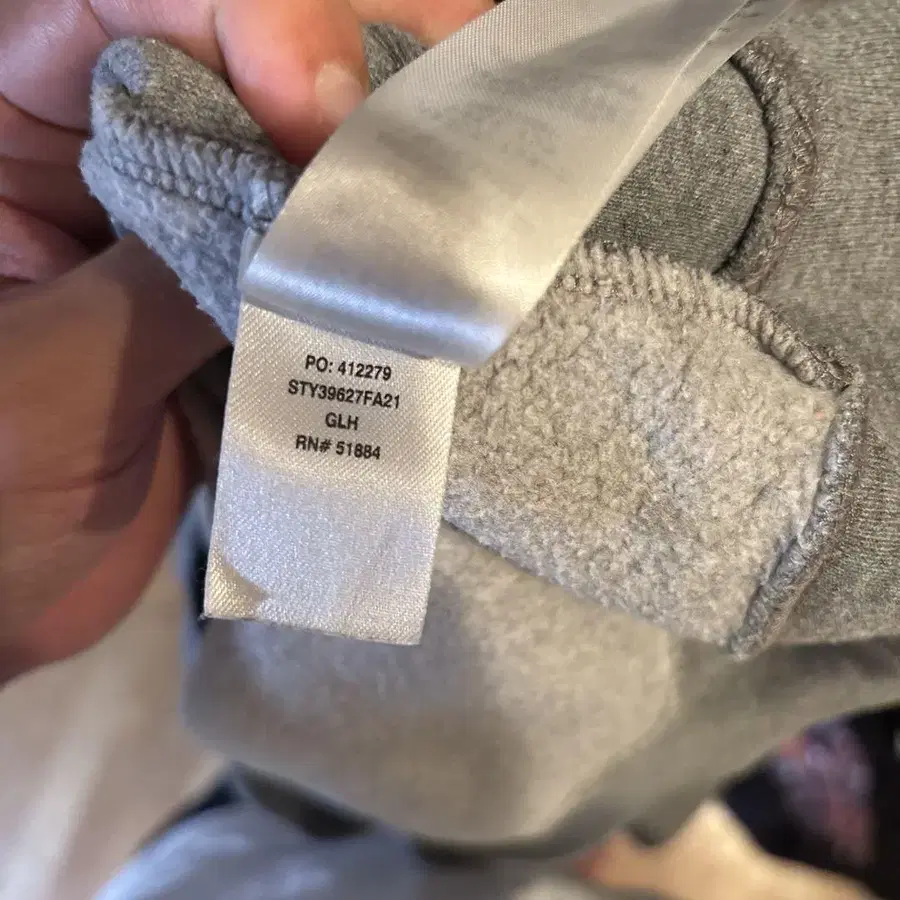 PO: 412279
STY39627FA21
GLH
RN# 51884